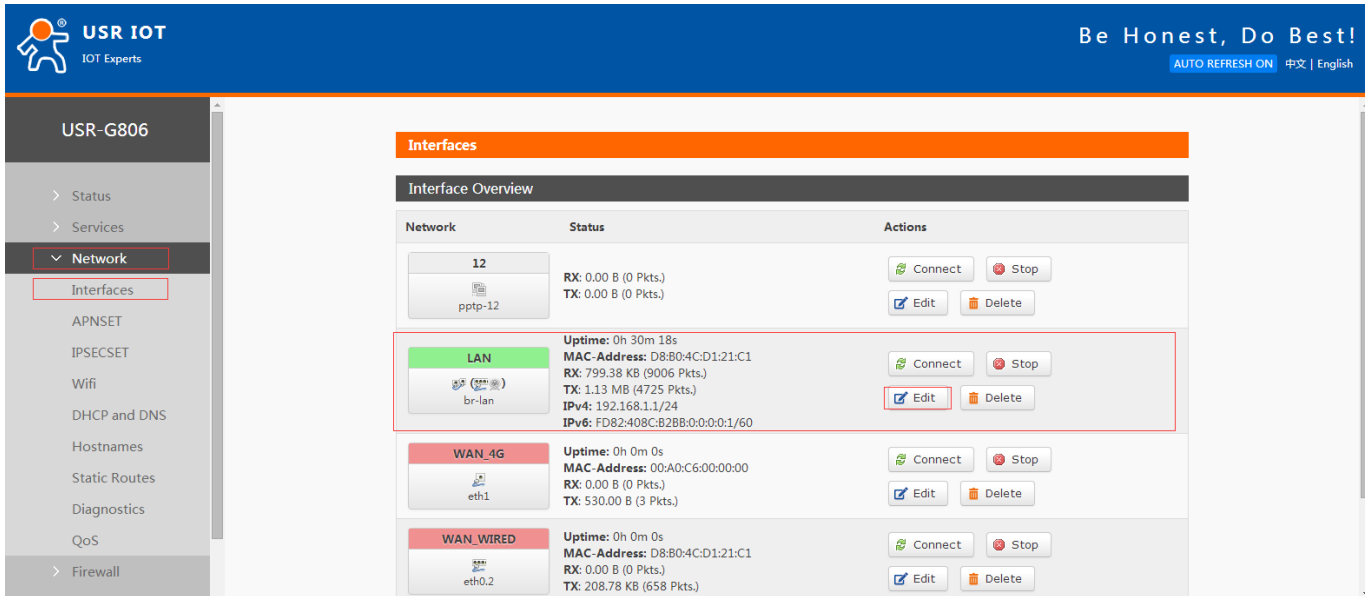 USR IOT
IOT Experts
®
Be Honest, Do Best!
AUTO REFRESH ON 中文 | English
USR-G806
Status
Services
Network
Interfaces
APNSET
IPSECSET
Wifi
DHCP and DNS
Hostnames
Static Routes
Diagnostics
QoS
Firewall
Interfaces
Interface Overview
Network Status Actions
12
pptp-12
RX: 0.00 B (0 Pkts.)
TX: 0.00 B (0 Pkts.)
Connect Stop
Edit Delete
LAN
br-lan
Uptime: 0h 30m 18s
MAC-Address: D8:B0:4C:D1:21:C1
RX: 799.38 KB (9006 Pkts.)
TX: 1.13 MB (4725 Pkts.)
IPv4: 192.168.1.1/24
IPv6: FD82:408C:B2BB:0:0:0:0:1/60
Connect Stop
Edit Delete
WAN_4G
eth1
Uptime: 0h 0m 0s
MAC-Address: 00:A0:C6:00:00:00
RX: 0.00 B (0 Pkts.)
TX: 530.00 B (3 Pkts.)
Connect Stop
Edit Delete
WAN_WIRED
eth0.2
Uptime: 0h 0m 0s
MAC-Address: D8:B0:4C:D1:21:C1
RX: 0.00 B (0 Pkts.)
TX: 208.78 KB (658 Pkts.)
Connect Stop
Edit Delete